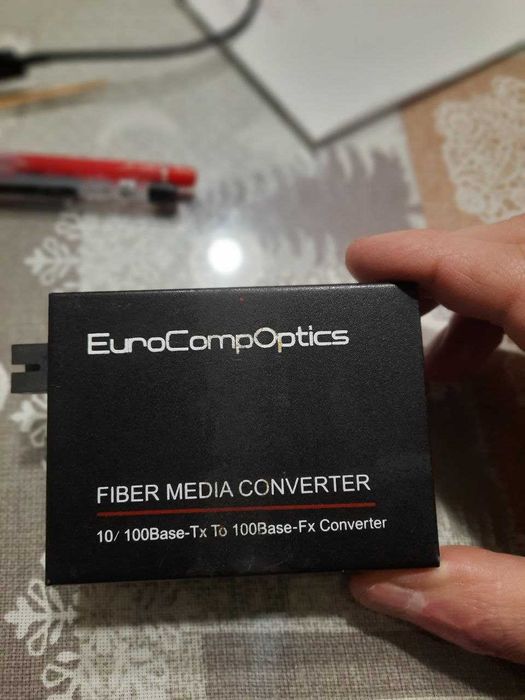 EuroCompOptics
FIBER MEDIA CONVERTER
10/ 100Base-Tx To 100Base-Fx Converter